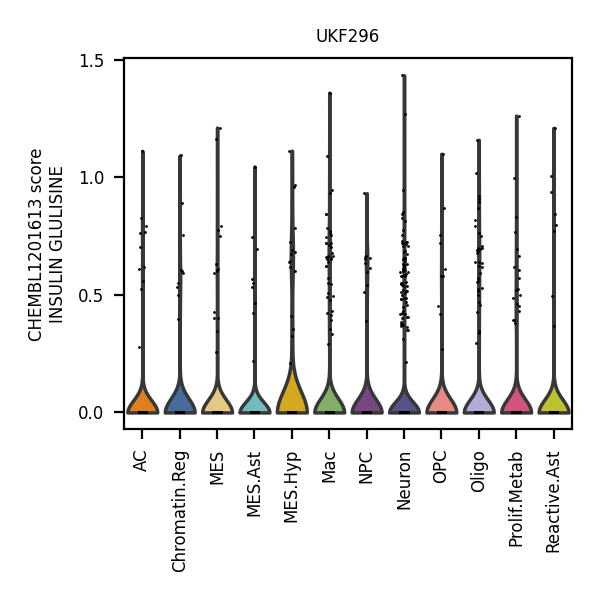 UKF296
CHEMBL1201613 score
INSULIN GLULISINE
1.5
1.0
0.5
0.0
AC
Chromatin.Reg
MES
MES.Ast
MES.Hyp
Mac
NPC
Neuron
OPC
Oligo
Prolif.Metab
Reactive.Ast